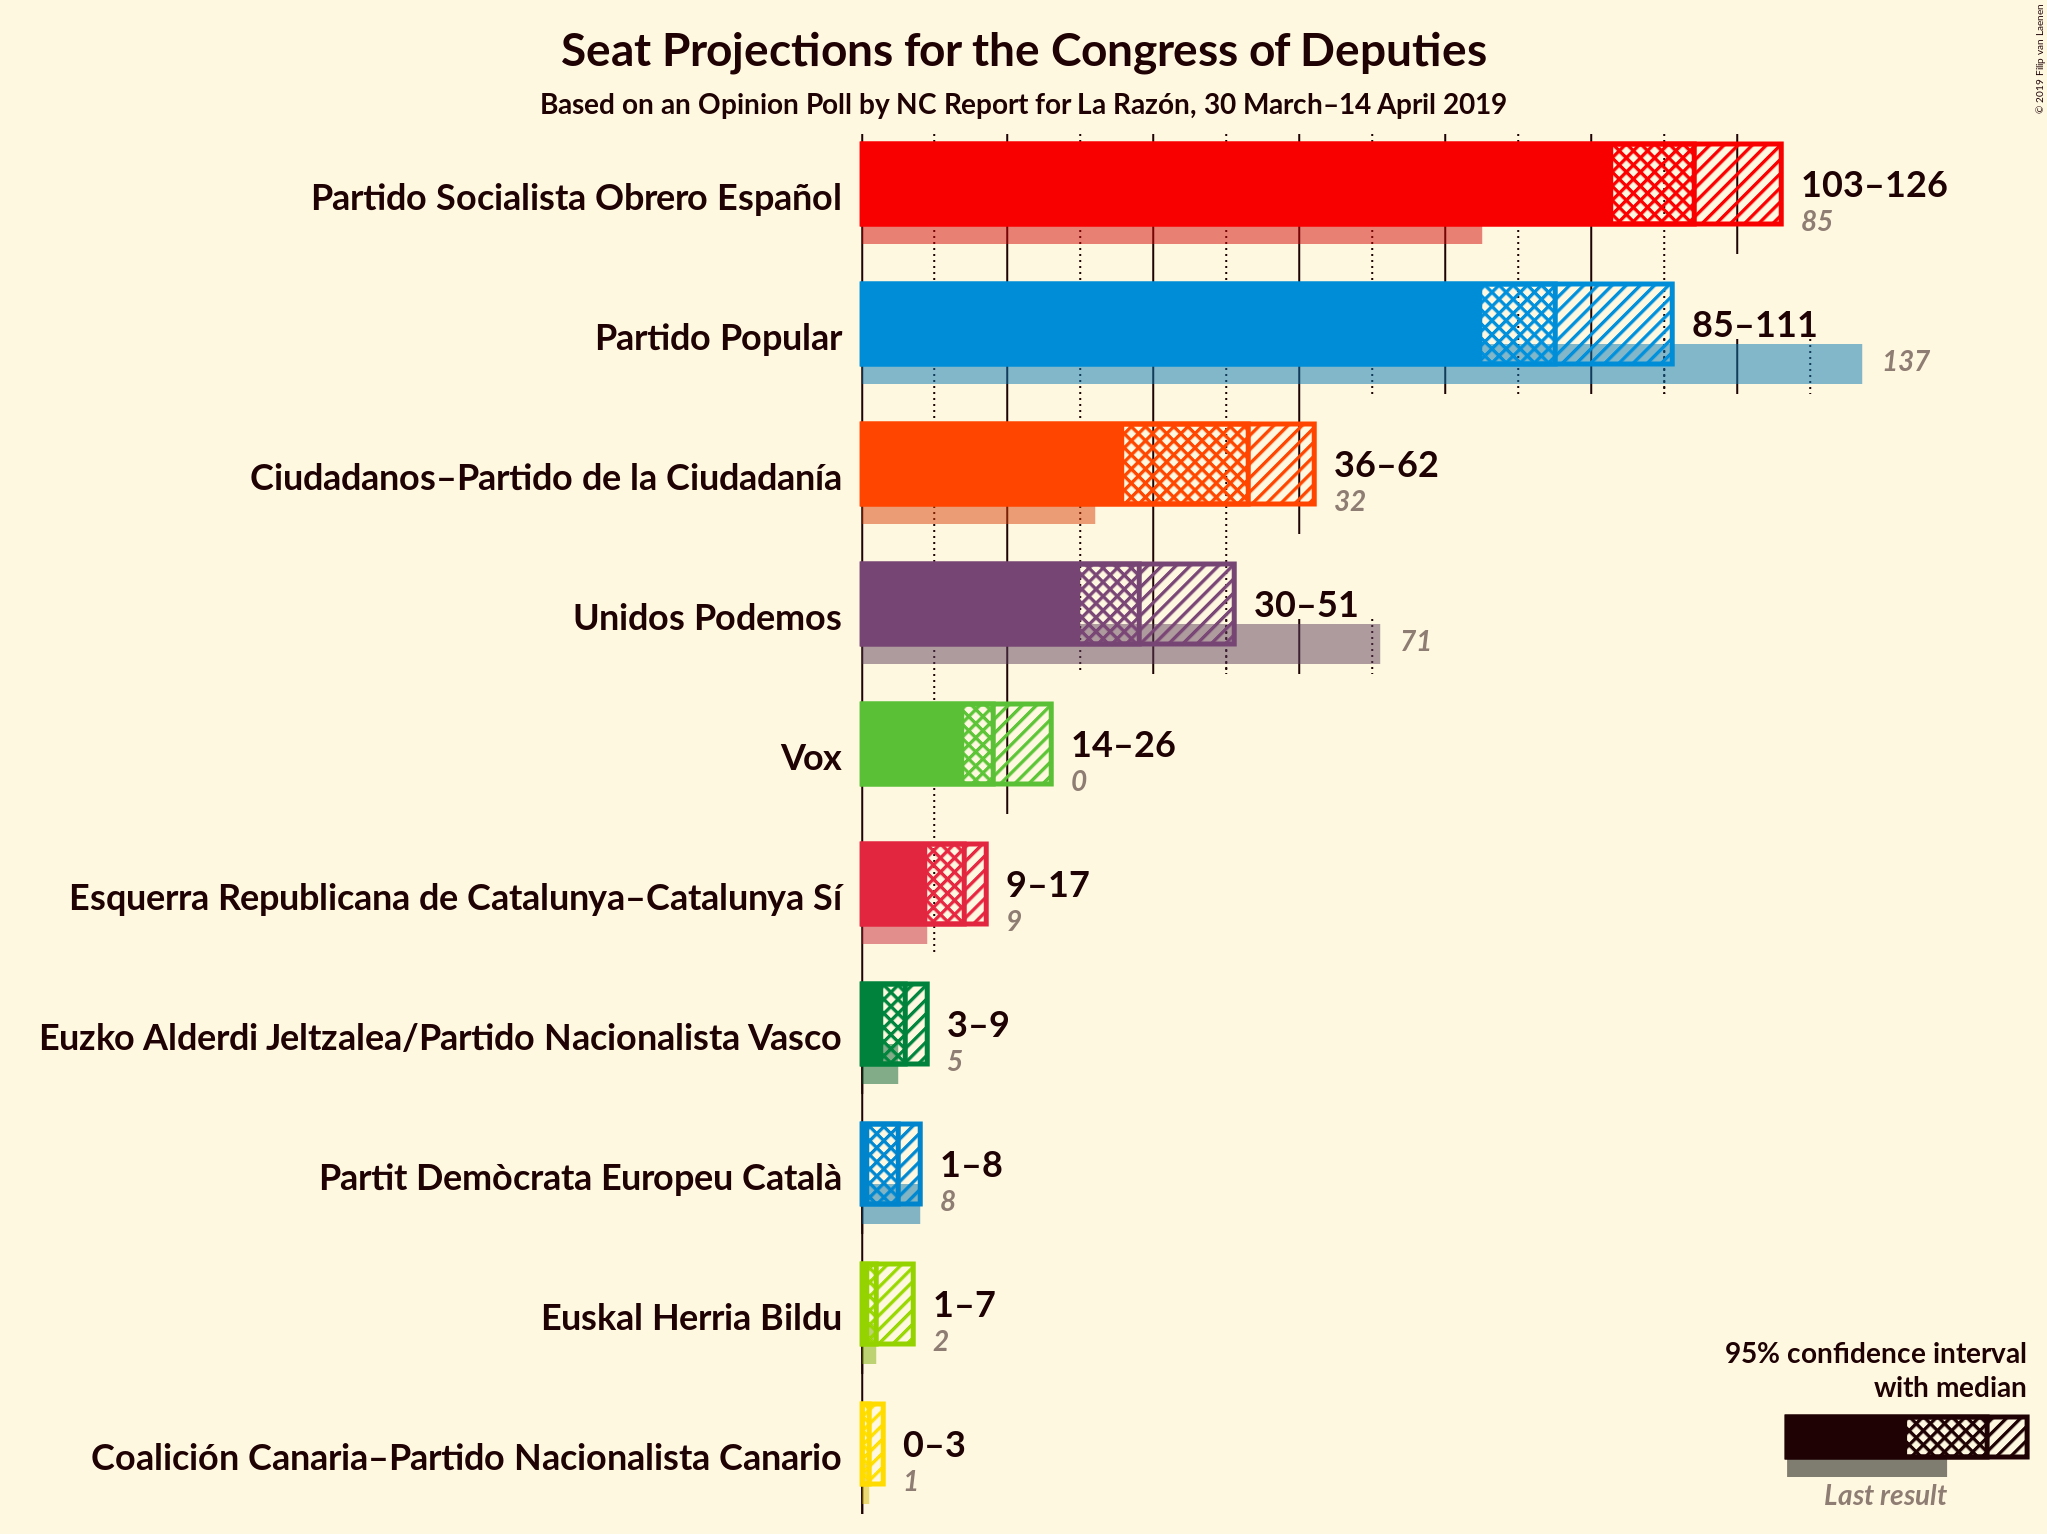 Seat Projections for the Congress of Deputies
Based on an Opinion Poll by NC Report for La Razón, 30 March–14 April 2019
© 2019 Filip van Laenen
Partido Socialista Obrero Español
103–126
85
Partido Popular
85–111
137
Ciudadanos–Partido de la Ciudadanía
36–62
32
Unidos Podemos
30–51
71
Vox
14–26
0
Esquerra Republicana de Catalunya–Catalunya Sí
9–17
9
Euzko Alderdi Jeltzalea/Partido Nacionalista Vasco
3–9
5
Partit Demòcrata Europeu Català
1–8
8
Euskal Herria Bildu
1–7
2
Coalición Canaria–Partido Nacionalista Canario
0–3
1
95% confidence interval
with median
Last result